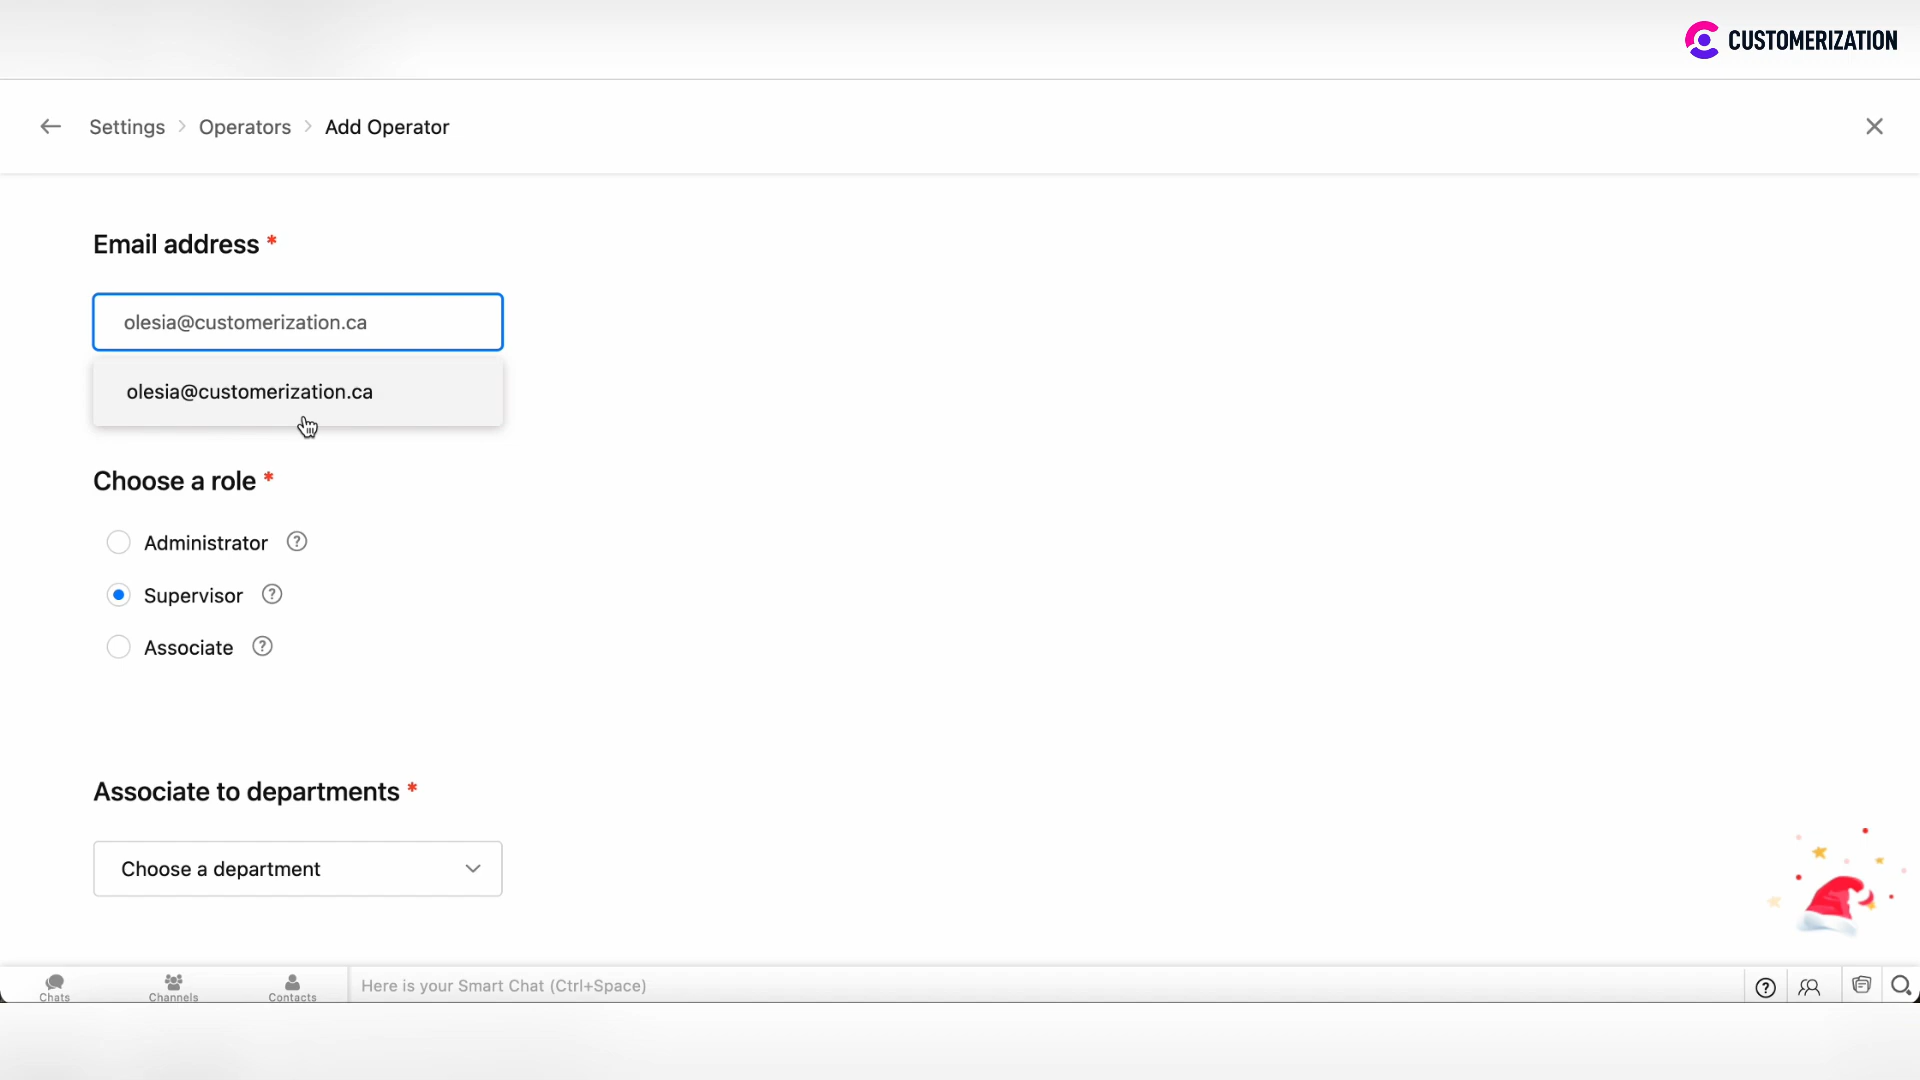 CUSTOMERIZATION
Settings > Operators > Add Operator
Email address *
olesia@customerization.ca
olesia@customerization.ca
Choose a role *
Administrator
Supervisor
Associate
Associate to departments *
Choose a department
Chats
Channels
Contacts
Here is your Smart Chat (Ctrl+Space)